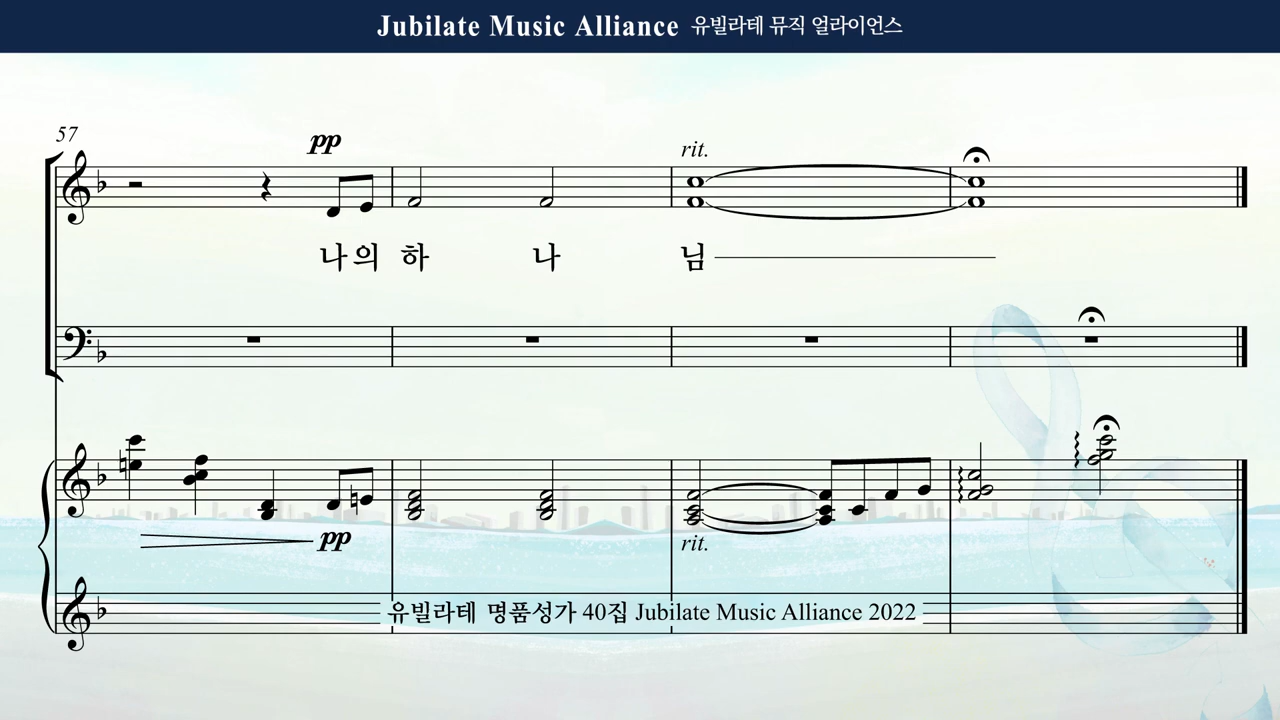 Jubilate Music Alliance 유빌라테 뮤직 얼라이언스
57
pp
rit.
나의 하 나 님
pp
rit.
유빌라테 명품성가 40집 Jubilate Music Alliance 2022